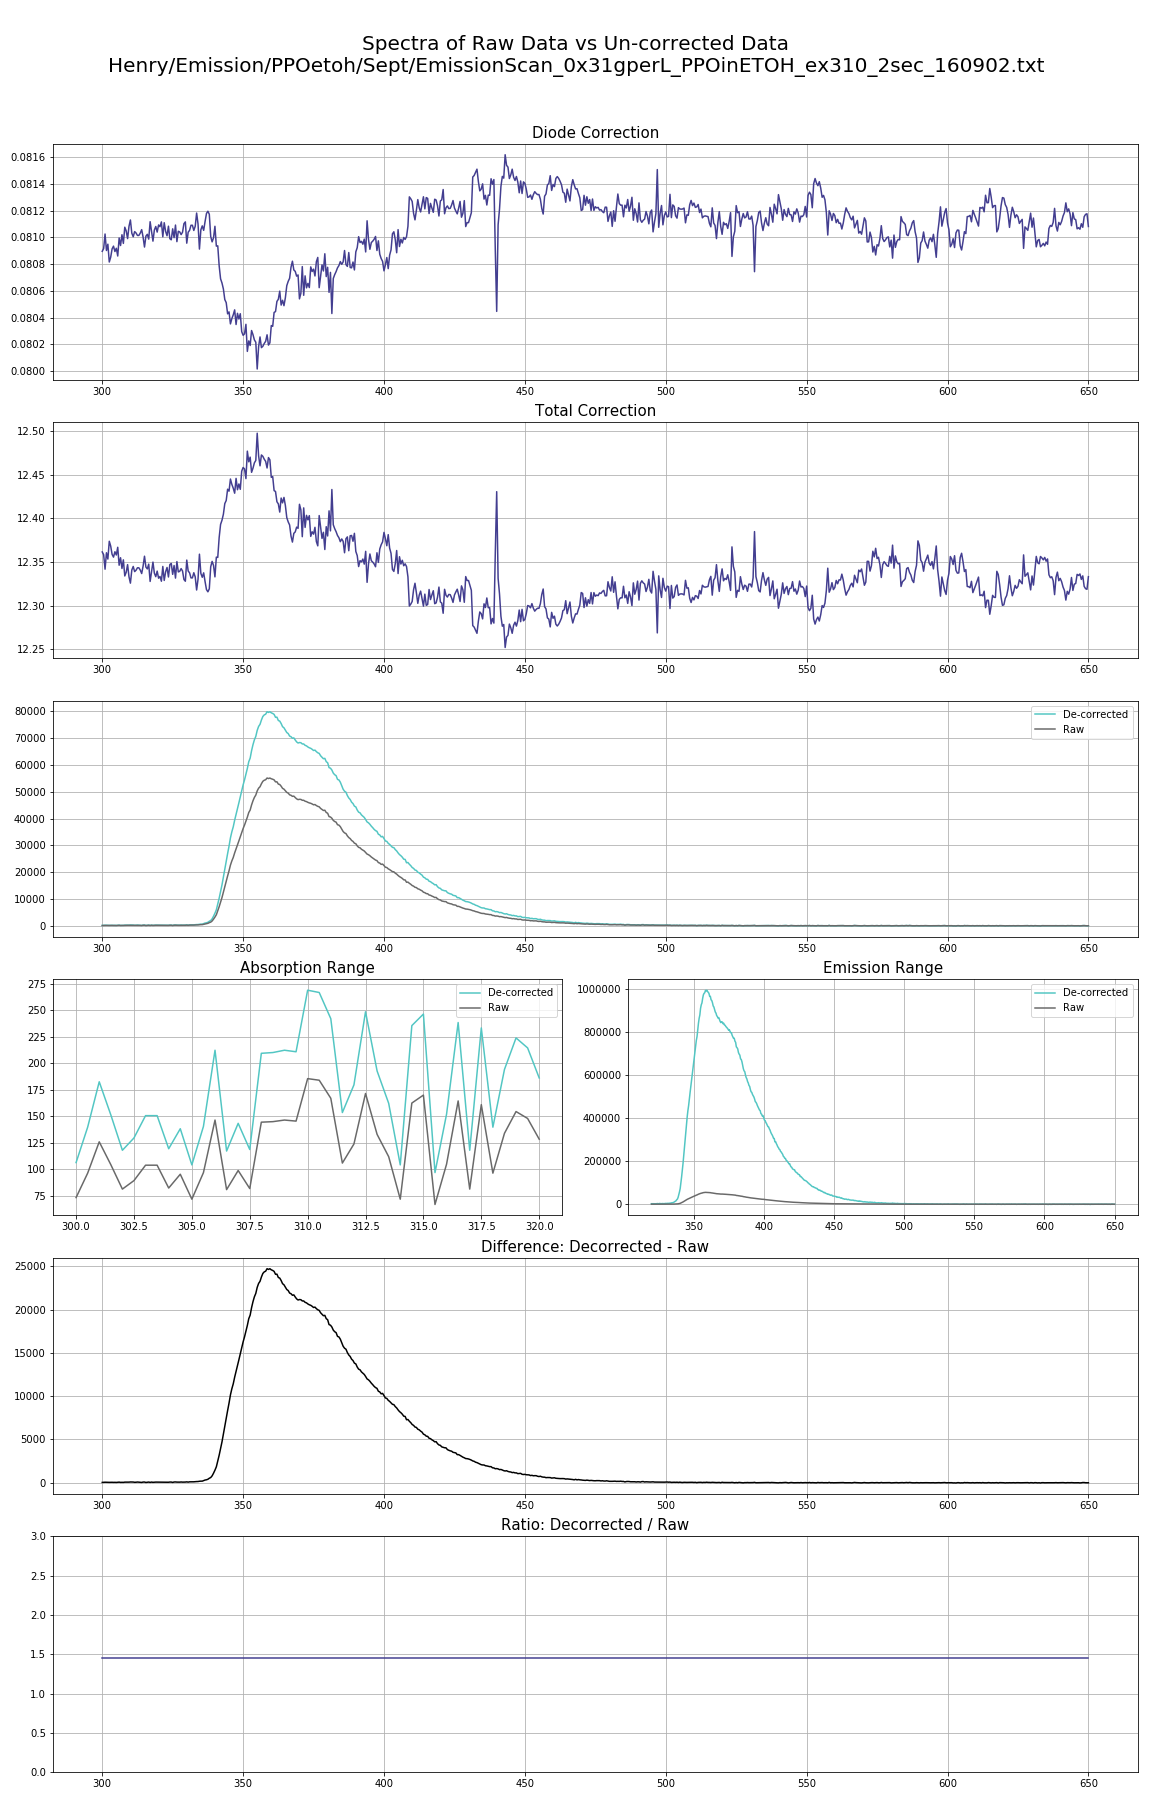 Spectra of Raw Data vs Un-corrected Data
Henry/Emission/PPOetoh/Sept/EmissionScan_0x31gperL_PPOinETOH_ex310_2sec_160902.txt
Diode Correction
0.0816
0.0814
0.0812
0.0810
0.0808
0.0806
0.0804
0.0802
0.0800
300 350 400 450 500 550 600 650
Total Correction
12.50
12.45
12.40
12.35
12.30
12.25
300 350 400 450 500 550 600 650
De-corrected
Raw
80000
70000
60000
50000
40000
30000
20000
10000
0
300 350 400 450 500 550 600 650
Absorption Range
De-corrected
Raw
275
250
225
200
175
150
125
100
75
300.0 302.5 305.0 307.5 310.0 312.5 315.0 317.5 320.0
Emission Range
De-corrected
Raw
1000000
800000
600000
400000
200000
0
350 400 450 500 550 600 650
Difference: Decorrected - Raw
25000
20000
15000
10000
5000
0
300 350 400 450 500 550 600 650
Ratio: Decorrected / Raw
3.0
2.5
2.0
1.5
1.0
0.5
0.0
300 350 400 450 500 550 600 650